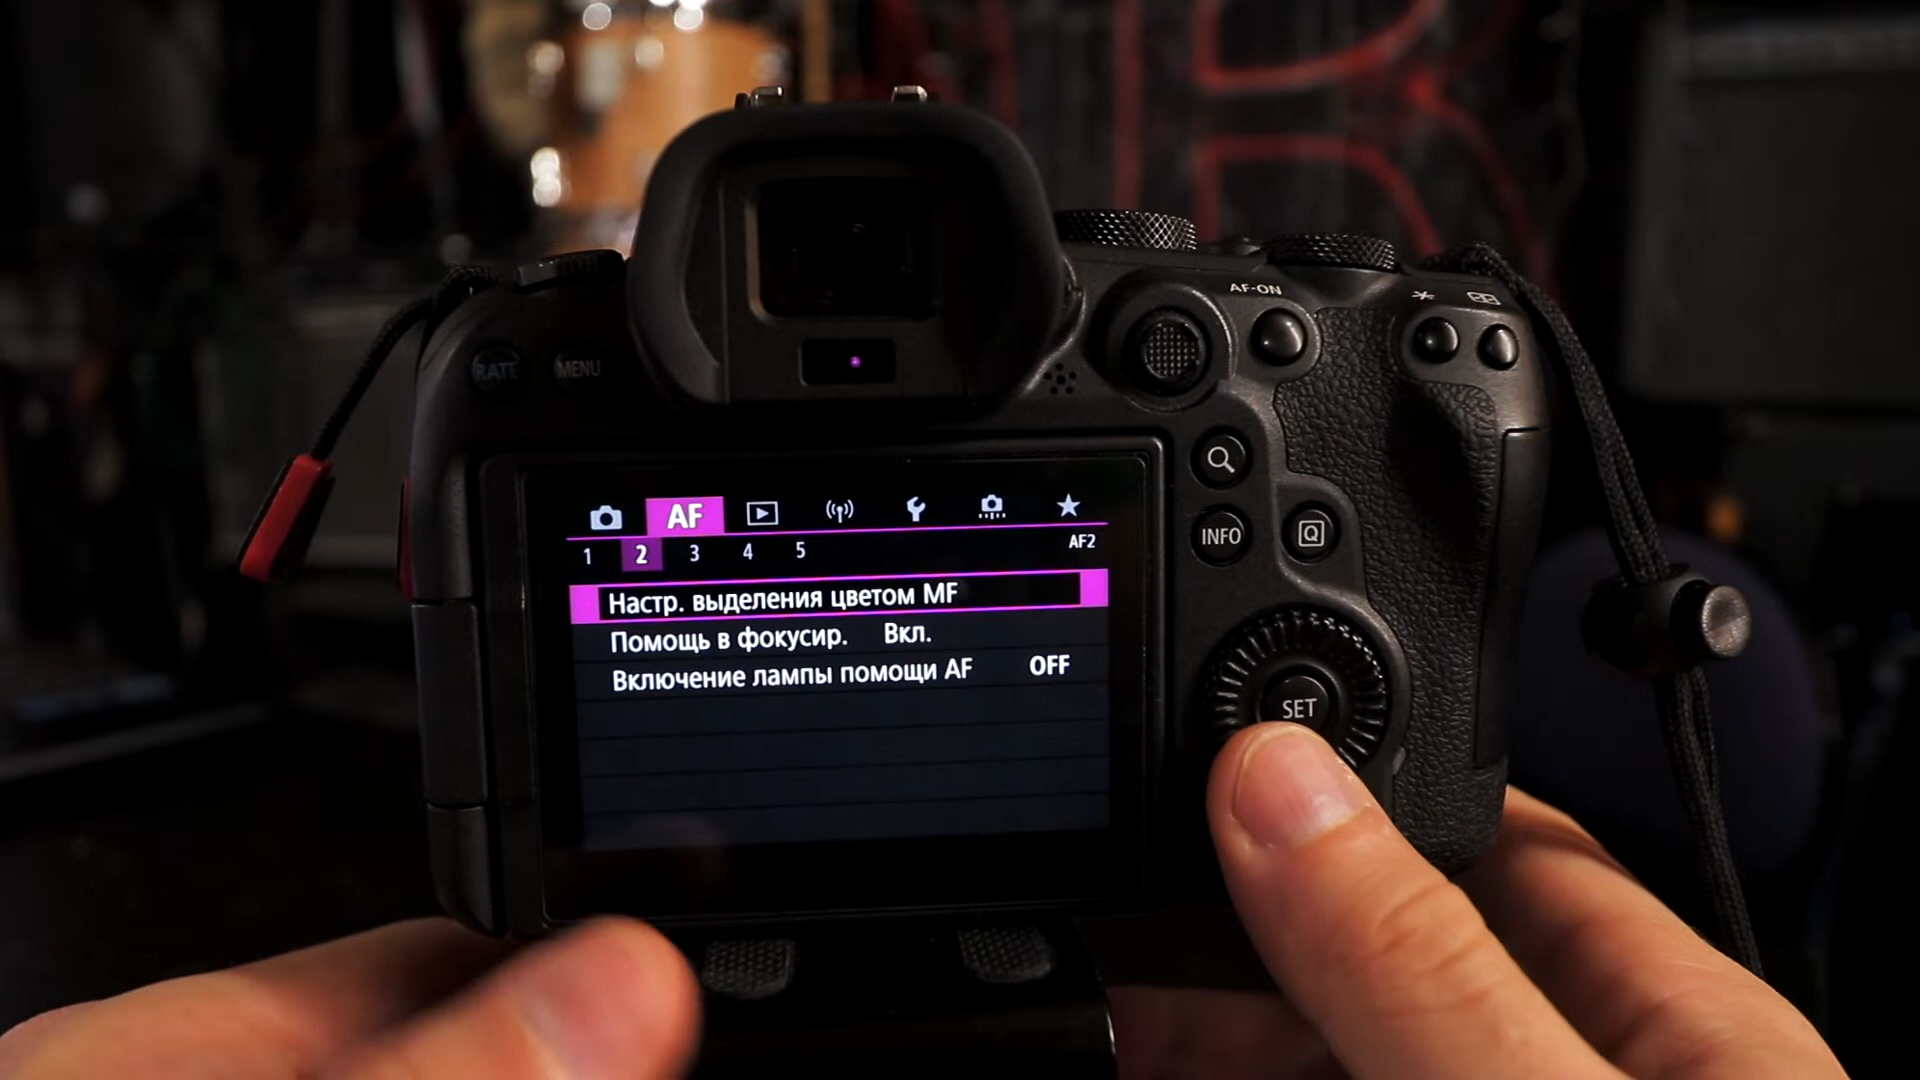 AF-ON
RATE MENU
AF
1 2 3 4 5 AF2
Настр. выделения цветом MF
Помощь в фокусир. Вкл.
Включение лампы помощи AF OFF
INFO Q
SET